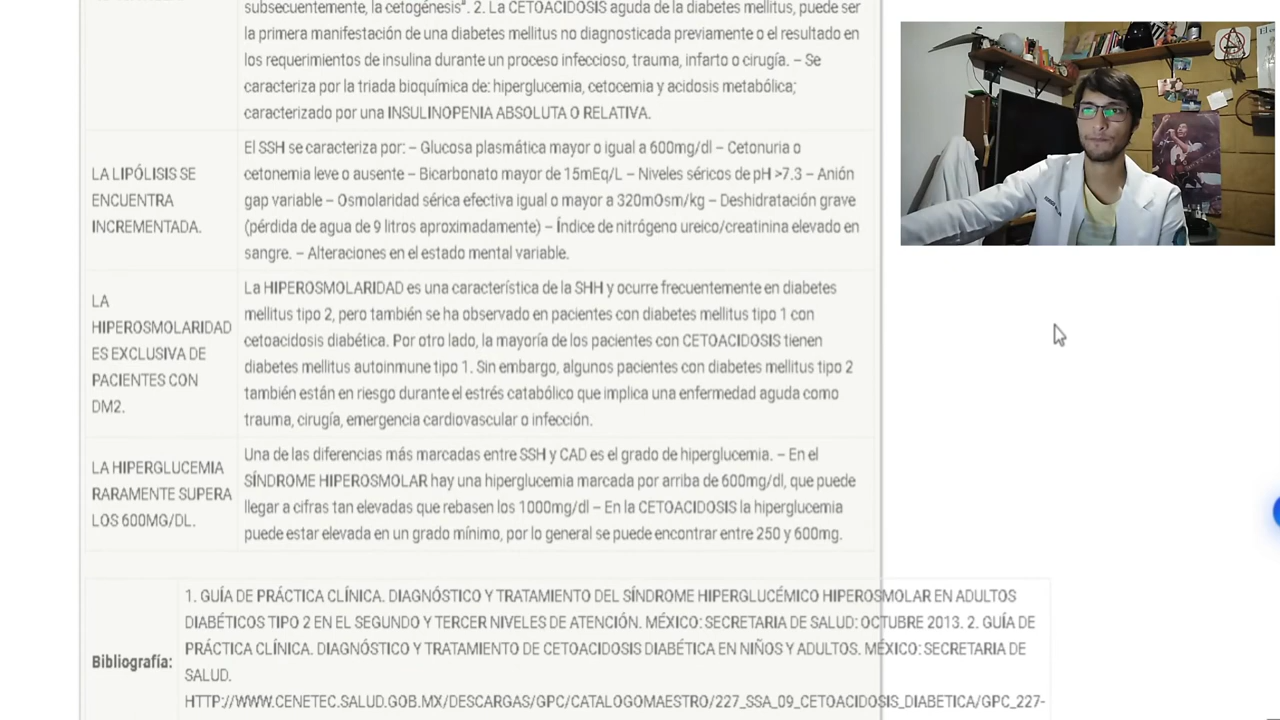 subsecuentemente, la cetogénesis". 2. La CETOACIDOSIS aguda de la diabetes mellitus, puede ser
la primera manifestación de una diabetes mellitus no diagnosticada previamente o el resultado en
los requerimientos de insulina durante un proceso infeccioso, trauma, infarto o cirugía. – Se
caracteriza por la triada bioquímica de: hiperglucemia, cetocemia y acidosis metabólica;
caracterizado por una INSULINOPENIA ABSOLUTA O RELATIVA.
LA LIPÓLISIS SE
ENCUENTRA
INCREMENTADA.
El SSH se caracteriza por: – Glucosa plasmática mayor o igual a 600mg/dl – Cetonuria o
cetonemia leve o ausente – Bicarbonato mayor de 15mEq/L – Niveles séricos de pH >7.3 – Anión
gap variable – Osmolaridad sérica efectiva igual o mayor a 320mOsm/kg – Deshidratación grave
(pérdida de agua de 9 litros aproximadamente) – Índice de nitrógeno ureico/creatinina elevado en
sangre. – Alteraciones en el estado mental variable.
LA
HIPEROSMOLARIDAD
ES EXCLUSIVA DE
PACIENTES CON
DM2.
La HIPEROSMOLARIDAD es una característica de la SHH y ocurre frecuentemente en diabetes
mellitus tipo 2, pero también se ha observado en pacientes con diabetes mellitus tipo 1 con
cetoacidosis diabética. Por otro lado, la mayoría de los pacientes con CETOACIDOSIS tienen
diabetes mellitus autoinmune tipo 1. Sin embargo, algunos pacientes con diabetes mellitus tipo 2
también están en riesgo durante el estrés catabólico que implica una enfermedad aguda como
trauma, cirugía, emergencia cardiovascular o infección.
LA HIPERGLUCEMIA
RARAMENTE SUPERA
LOS 600MG/DL.
Una de las diferencias más marcadas entre SSH y CAD es el grado de hiperglucemia. – En el
SÍNDROME HIPEROSMOLAR hay una hiperglucemia marcada por arriba de 600mg/dl, que puede
llegar a cifras tan elevadas que rebasen los 1000mg/dl – En la CETOACIDOSIS la hiperglucemia
puede estar elevada en un grado mínimo, por lo general se puede encontrar entre 250 y 600mg.
Bibliografía:
1. GUÍA DE PRÁCTICA CLÍNICA. DIAGNÓSTICO Y TRATAMIENTO DEL SÍNDROME HIPERGLUCÉMICO HIPEROSMOLAR EN ADULTOS
DIABÉTICOS TIPO 2 EN EL SEGUNDO Y TERCER NIVELES DE ATENCIÓN. MÉXICO: SECRETARIA DE SALUD: OCTUBRE 2013. 2. GUÍA DE
PRÁCTICA CLÍNICA. DIAGNÓSTICO Y TRATAMIENTO DE CETOACIDOSIS DIABÉTICA EN NIÑOS Y ADULTOS. MÉXICO: SECRETARIA DE
SALUD.
HTTP://WWW.CENETEC.SALUD.GOB.MX/DESCARGAS/GPC/CATALOGOMAESTRO/227_SSA_09_CETOACIDOSIS_DIABETICA/GPC_227-